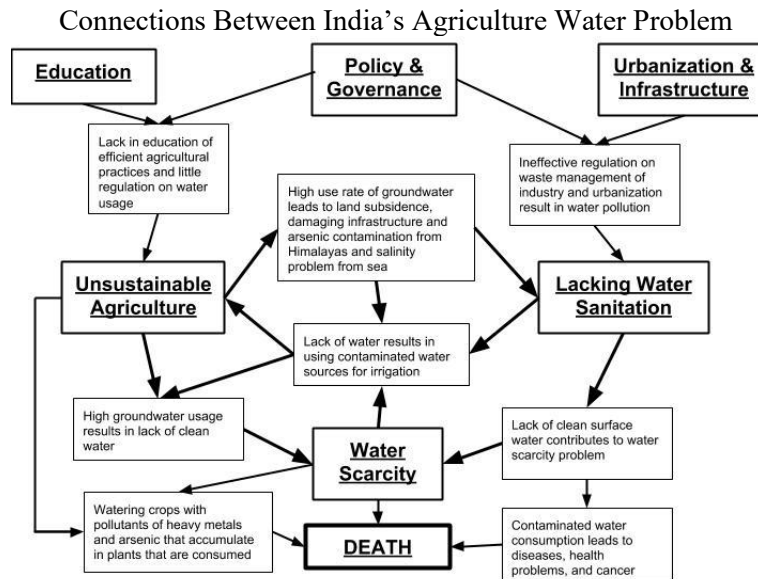 Connections Between India’s Agriculture Water Problem
Education
Policy &
Governance
Urbanization &
Infrastructure
Lack in education of
efficient agricultural
practices and little
regulation on water
usage
Ineffective regulation on
waste management of
industry and urbanization
result in water pollution
High use rate of groundwater
leads to land subsidence,
damaging infrastructure and
arsenic contamination from
Himalayas and salinity
problem from sea
Unsustainable
Agriculture
Lacking Water
Sanitation
Lack of water results in
using contaminated water
sources for irrigation
High groundwater usage
results in lack of clean
water
Water
Scarcity
Lack of clean surface
water contributes to water
scarcity problem
Watering crops with
pollutants of heavy metals
and arsenic that accumulate
in plants that are consumed
DEATH
Contaminated water
consumption leads to
diseases, health
problems, and cancer